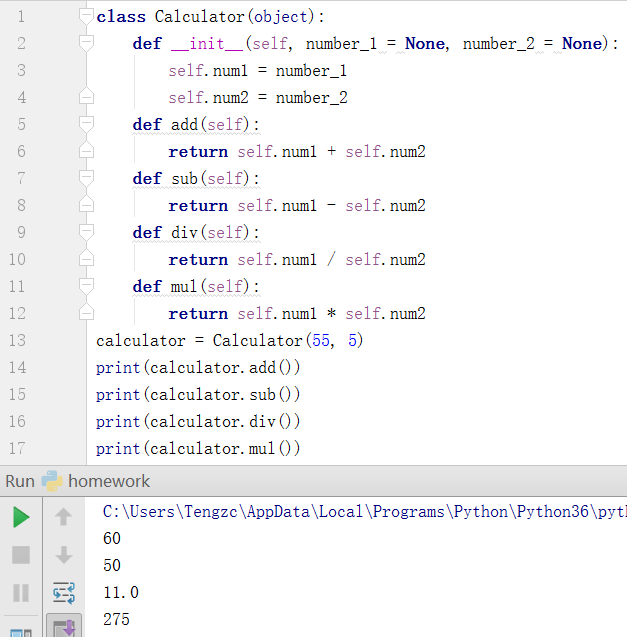 1 class Calculator(object):
2 def __init__(self, number_1 = None, number_2 = None):
3 self.num1 = number_1
4 self.num2 = number_2
5 def add(self):
6 return self.num1 + self.num2
7 def sub(self):
8 return self.num1 - self.num2
9 def div(self):
10 return self.num1 / self.num2
11 def mul(self):
12 return self.num1 * self.num2
13 calculator = Calculator(55, 5)
14 print(calculator.add())
15 print(calculator.sub())
16 print(calculator.div())
17 print(calculator.mul())
Run homework
C:\Users\Tengzc\AppData\Local\Programs\Python\Python36\pyt
60
50
11.0
275